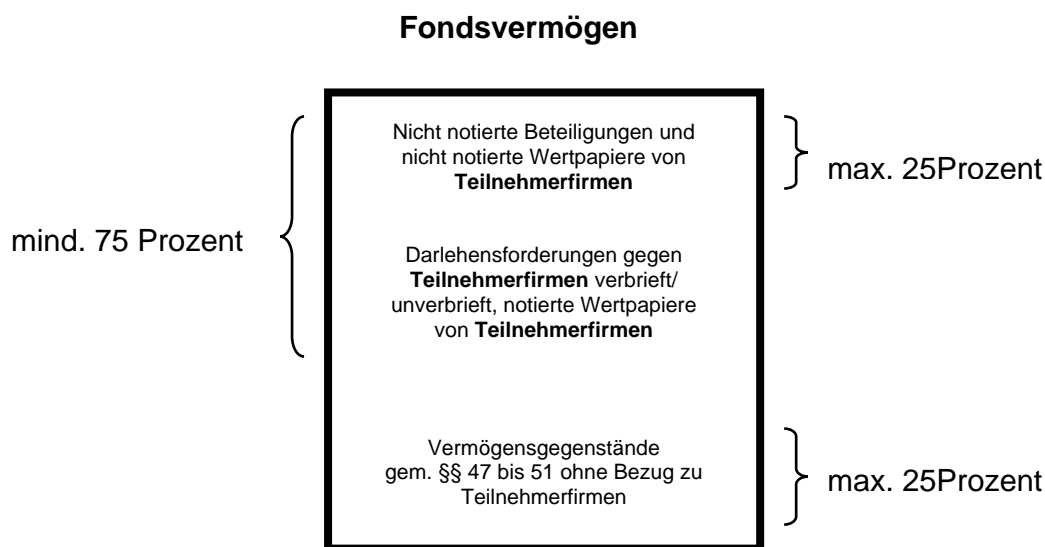 Fondsvermögen
Nicht notierte Beteiligungen und
nicht notierte Wertpapiere von
Teilnehmerfirmen
max. 25Prozent
mind. 75 Prozent
Darlehensforderungen gegen
Teilnehmerfirmen verbrieft/
unverbrieft, notierte Wertpapiere
von Teilnehmerfirmen
Vermögensgegenstände
gem. §§ 47 bis 51 ohne Bezug zu
Teilnehmerfirmen
max. 25Prozent